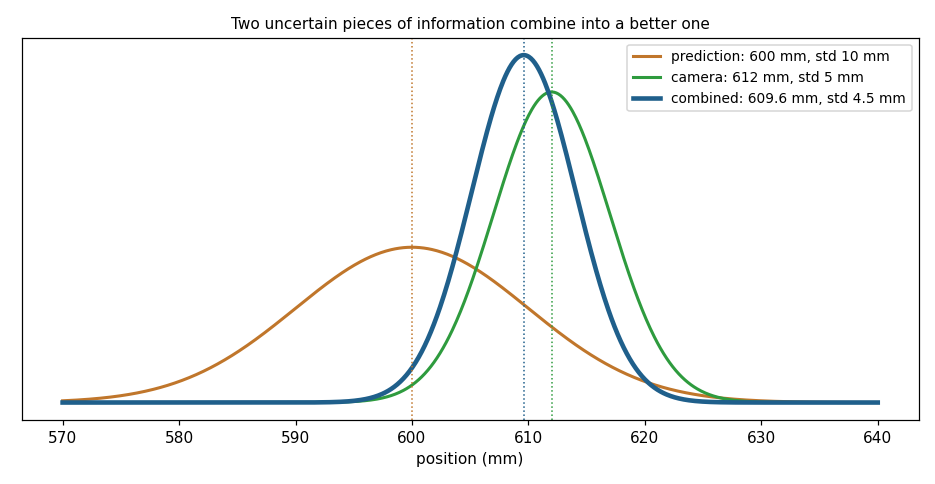 Two uncertain pieces of information combine into a better one
prediction: 600 mm, std 10 mm
camera: 612 mm, std 5 mm
combined: 609.6 mm, std 4.5 mm
570 580 590 600 610 620 630 640
position (mm)